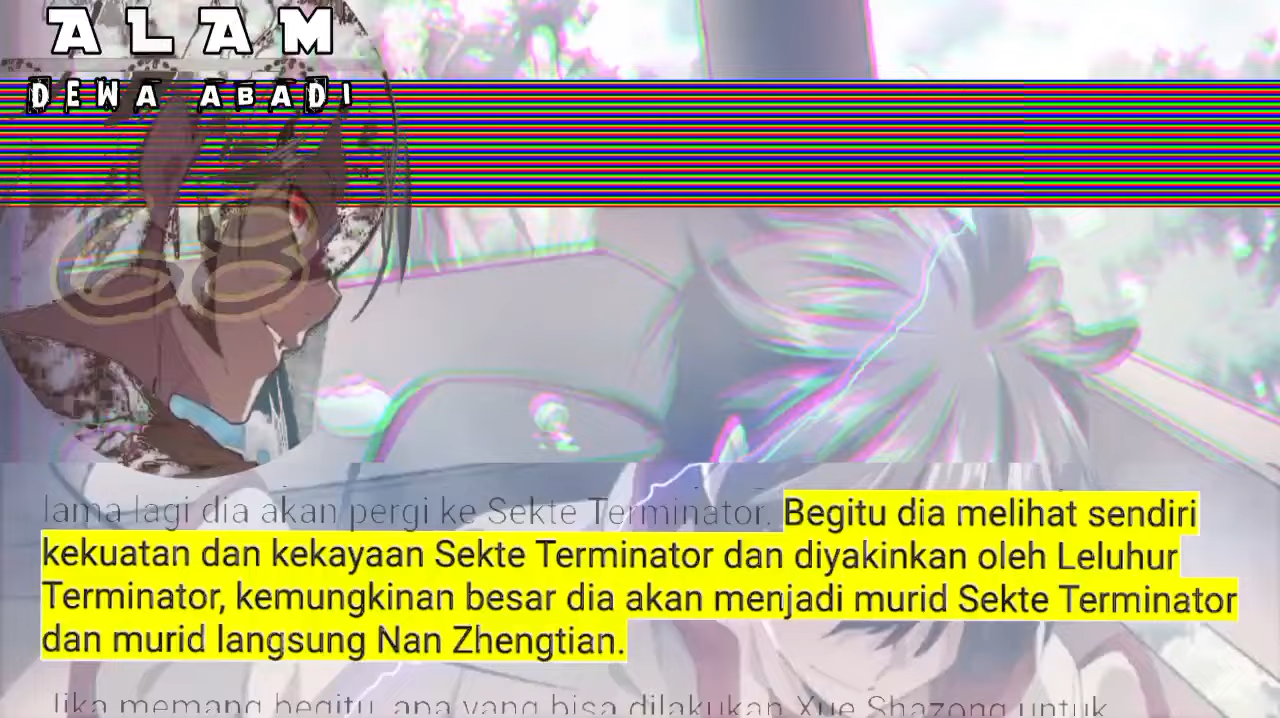 ALAM
DEWA ABADI
lama lagi dia akan pergi ke Sekte Terminator. Begitu dia melihat sendiri
kekuatan dan kekayaan Sekte Terminator dan diyakinkan oleh Leluhur
Terminator, kemungkinan besar dia akan menjadi murid Sekte Terminator
dan murid langsung Nan Zhengtian.
Jika memang begitu, apa yang bisa dilakukan Xue Shazong untuk